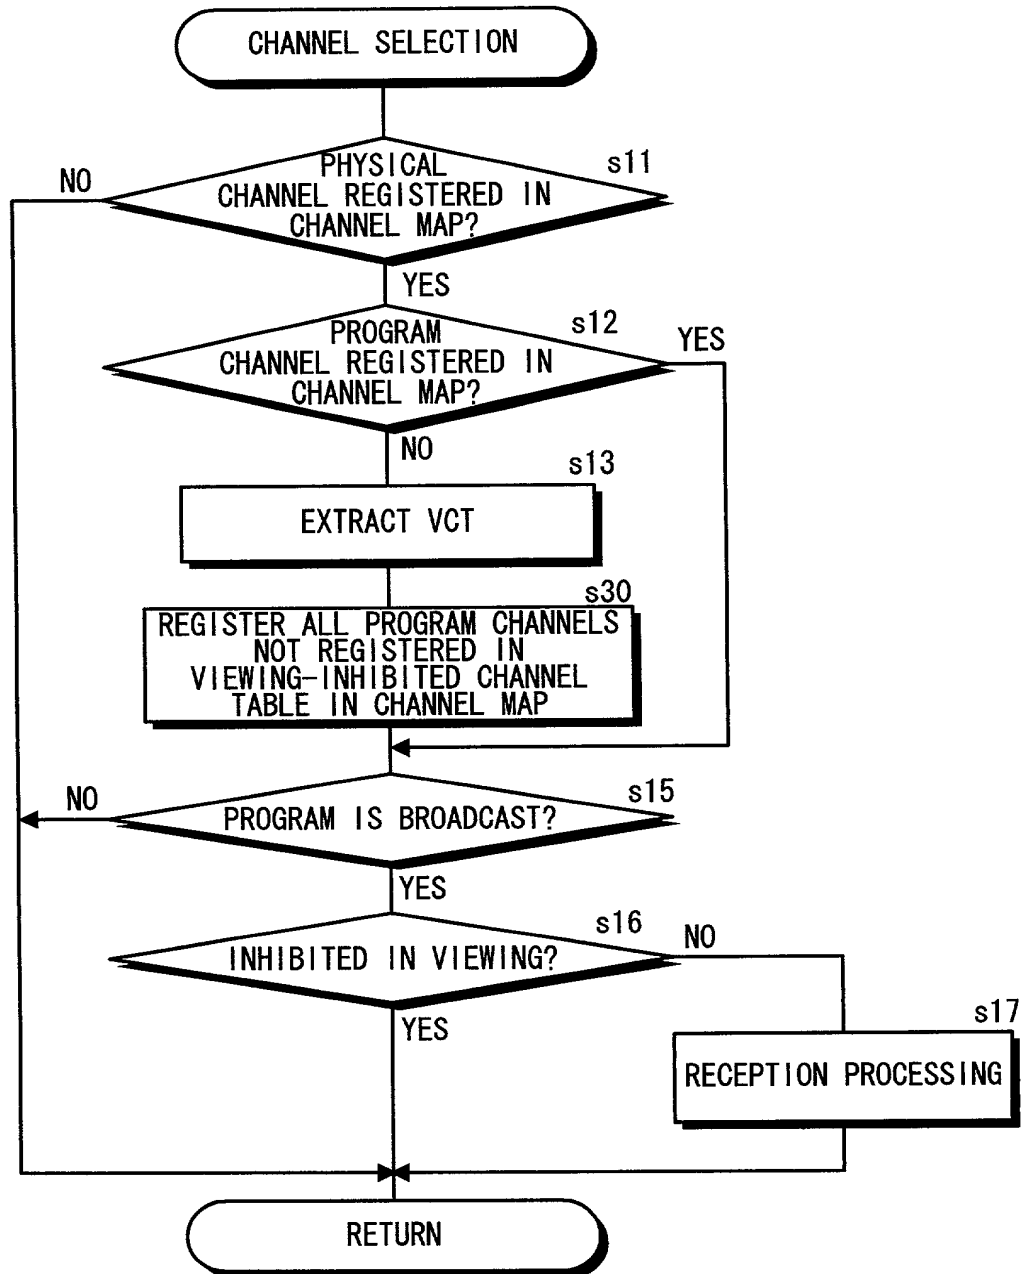 CHANNEL SELECTION
s11
NO
PHYSICAL
CHANNEL REGISTERED IN
CHANNEL MAP?
YES
s12
YES
PROGRAM
CHANNEL REGISTERED IN
CHANNEL MAP?
NO
s13
EXTRACT VCT
s30
REGISTER ALL PROGRAM CHANNELS
NOT REGISTERED IN
VIEWING-INHIBITED CHANNEL
TABLE IN CHANNEL MAP
s15
NO
PROGRAM IS BROADCAST?
YES
s16
NO
INHIBITED IN VIEWING?
YES
s17
RECEPTION PROCESSING
RETURN